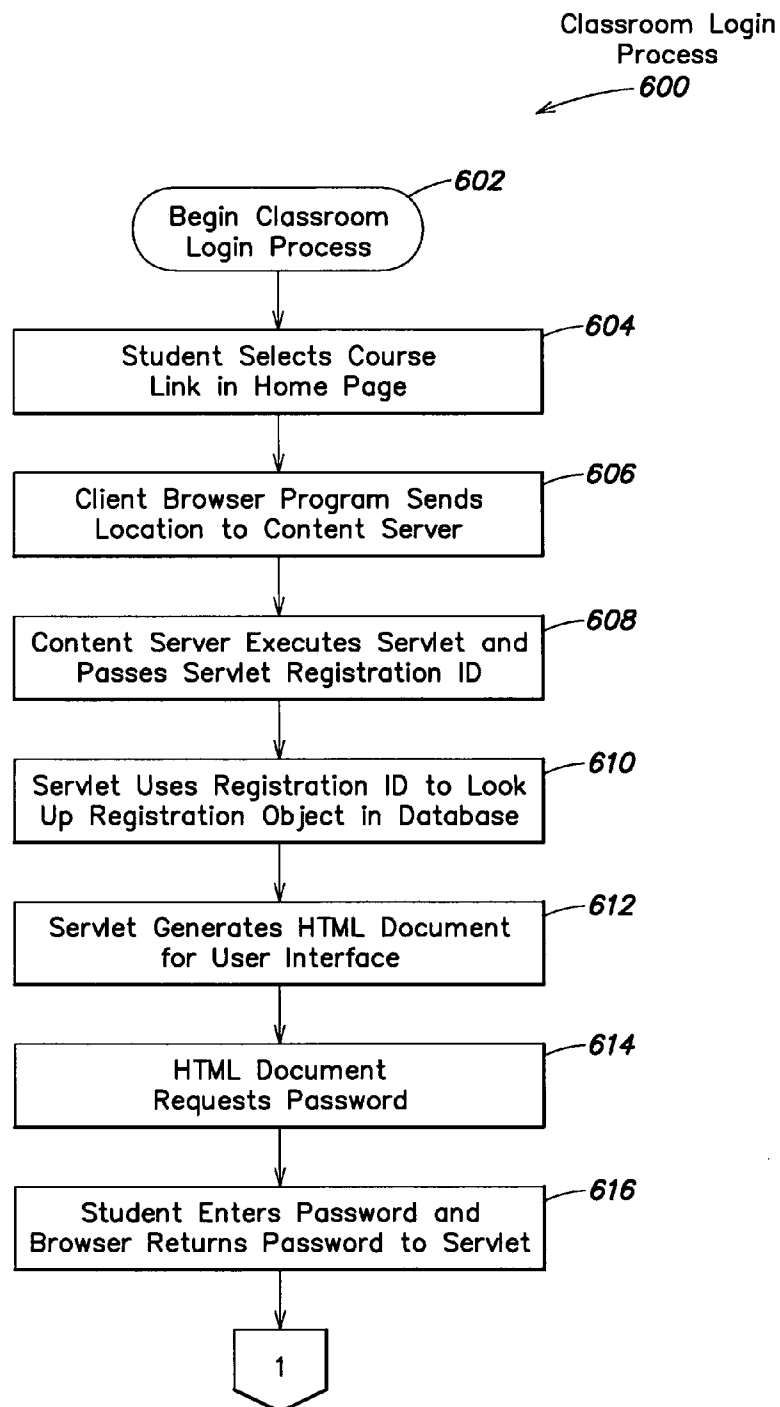 Classroom Login
Process
600
602
Begin Classroom
Login Process
604
Student Selects Course
Link in Home Page
606
Client Browser Program Sends
Location to Content Server
608
Content Server Executes Servlet and
Passes Servlet Registration ID
610
Servlet Uses Registration ID to Look
Up Registration Object in Database
612
Servlet Generates HTML Document
for User Interface
614
HTML Document
Requests Password
616
Student Enters Password and
Browser Returns Password to Servlet
1